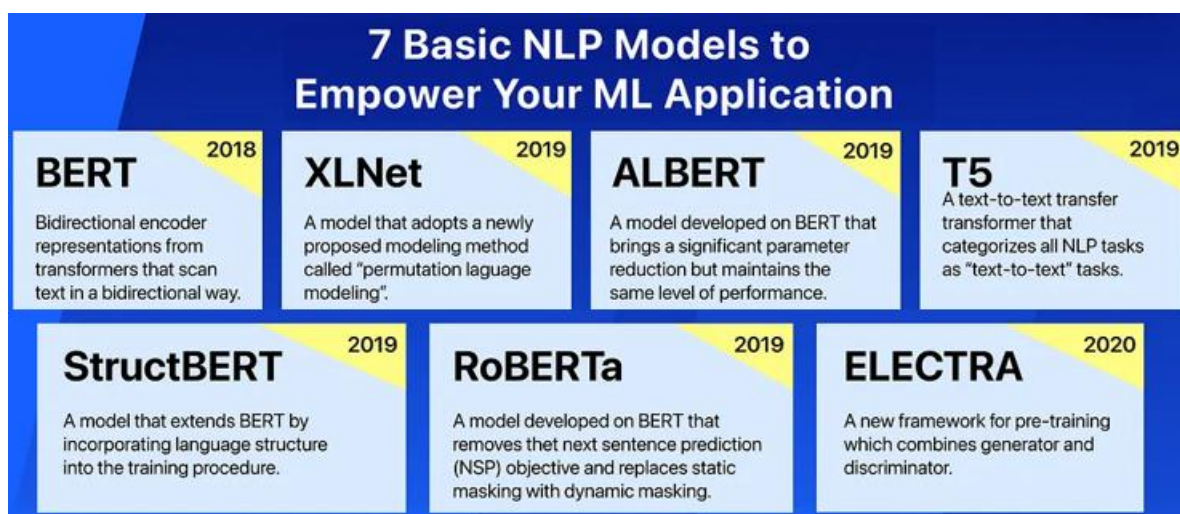 7 Basic NLP Models to
Empower Your ML Application
BERT
2018
Bidirectional encoder
representations from
transformers that scan
text in a bidirectional way.
XLNet
2019
A model that adopts a newly
proposed modeling method
called “permutation laguage
modeling”.
ALBERT
2019
A model developed on BERT that
brings a significant parameter
reduction but maintains the
same level of performance.
T5
2019
A text-to-text transfer
transformer that
categorizes all NLP tasks
as “text-to-text” tasks.
StructBERT
2019
A model that extends BERT by
incorporating language structure
into the training procedure.
RoBERTa
2019
A model developed on BERT that
removes thet next sentence prediction
(NSP) objective and replaces static
masking with dynamic masking.
ELECTRA
2020
A new framework for pre-training
which combines generator and
discriminator.